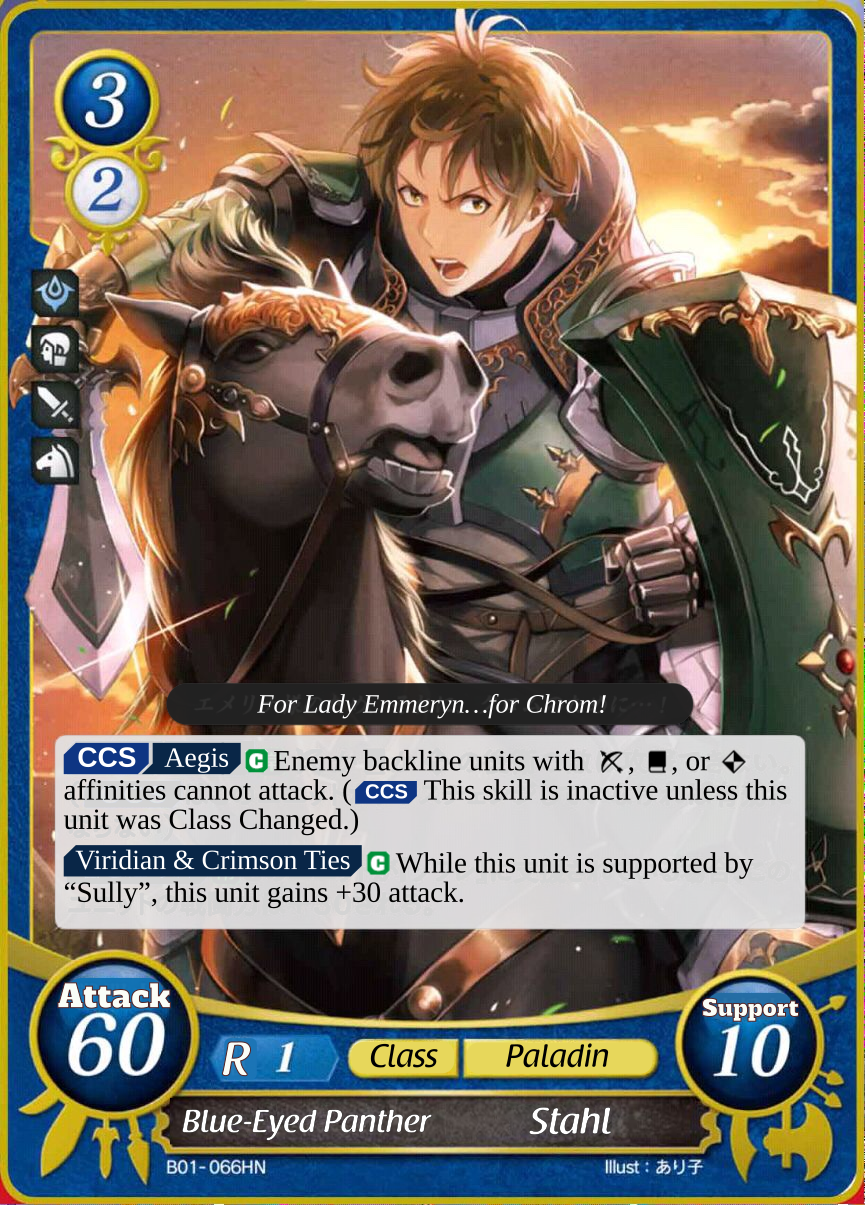 3
2
For Lady Emmeryn…for Chrom!
CCS Aegis C Enemy backline units with , , or
affinities cannot attack. (CCS This skill is inactive unless this
unit was Class Changed.)
Viridian & Crimson Ties C While this unit is supported by
“Sully”, this unit gains +30 attack.
Attack
60
R 1
Class Paladin
Support
10
Blue-Eyed Panther Stahl
B01-066HN Illust : あり子